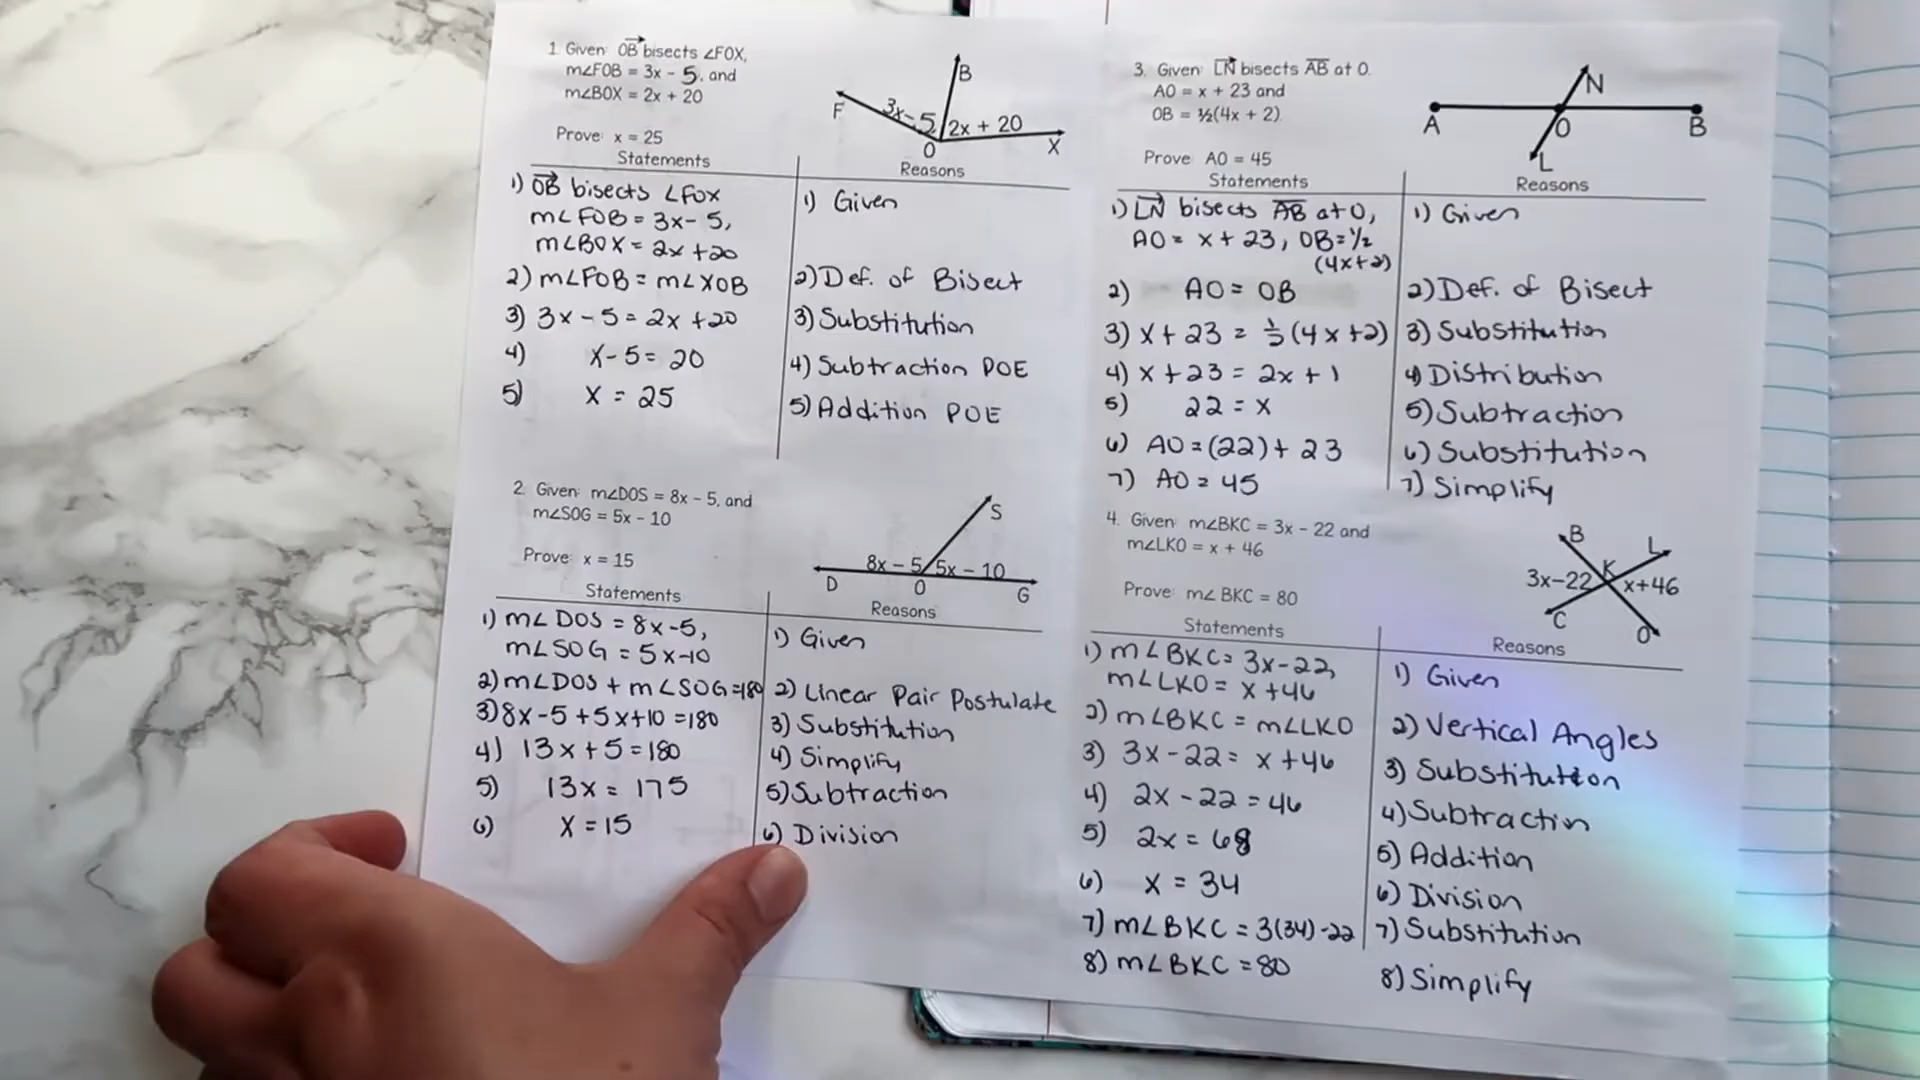 1. Given: OB bisects ∠FOX,
m∠FOB = 3x - 5, and
m∠BOX = 2x + 20
Prove: x = 25
F
B
3x-5
2x + 20
O
X
Statements
Reasons
1) OB bisects ∠FOX
m∠FOB = 3x - 5,
m∠BOX = 2x + 20
1) Given
2) m∠FOB = m∠XOB
2) Def. of Bisect
3) 3x - 5 = 2x + 20
3) Substitution
4) x - 5 = 20
4) Subtraction POE
5) x = 25
5) Addition POE
2. Given: m∠DOS = 8x - 5, and
m∠SOG = 5x - 10
Prove: x = 15
S
8x - 5
5x - 10
D
O
G
Statements
Reasons
1) m∠DOS = 8x-5,
m∠SOG = 5x-10
1) Given
2) m∠DOS + m∠SOG = 180
2) Linear Pair Postulate
3) 8x - 5 + 5x + 10 = 180
3) Substitution
4) 13x + 5 = 180
4) Simplify
5) 13x = 175
5) Subtraction
6) x = 15
6) Division
3. Given: LN bisects AB at O.
AO = x + 23 and
OB = ½(4x + 2).
Prove: AO = 45
N
A
O
B
L
Statements
Reasons
1) LN bisects AB at O,
AO = x + 23, OB = ½
(4x+2)
1) Given
2) AO = OB
2) Def. of Bisect
3) x + 23 = ½(4x + 2)
3) Substitution
4) x + 23 = 2x + 1
4) Distribution
5) 22 = x
5) Subtraction
6) AO = (22) + 23
6) Substitution
7) AO = 45
7) Simplify
4. Given: m∠BKC = 3x - 22 and
m∠LKO = x + 46
Prove: m∠BKC = 80
B
L
K
3x-22
x+46
C
O
Statements
Reasons
1) m∠BKC = 3x-22,
m∠LKO = x + 46
1) Given
2) m∠BKC = m∠LKO
2) Vertical Angles
3) 3x - 22 = x + 46
3) Substitution
4) 2x - 22 = 46
4) Subtraction
5) 2x = 68
5) Addition
6) x = 34
6) Division
7) m∠BKC = 3(34) - 22
7) Substitution
8) m∠BKC = 80
8) Simplify